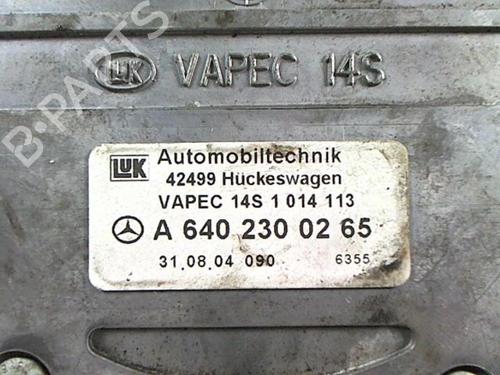 LUK VAPEC 14S
B-PARTS
LUK Automobiltechnik
42499 Hückeswagen
VAPEC 14S 1 014 113
A 640 230 02 65
31.08.04 090 6355